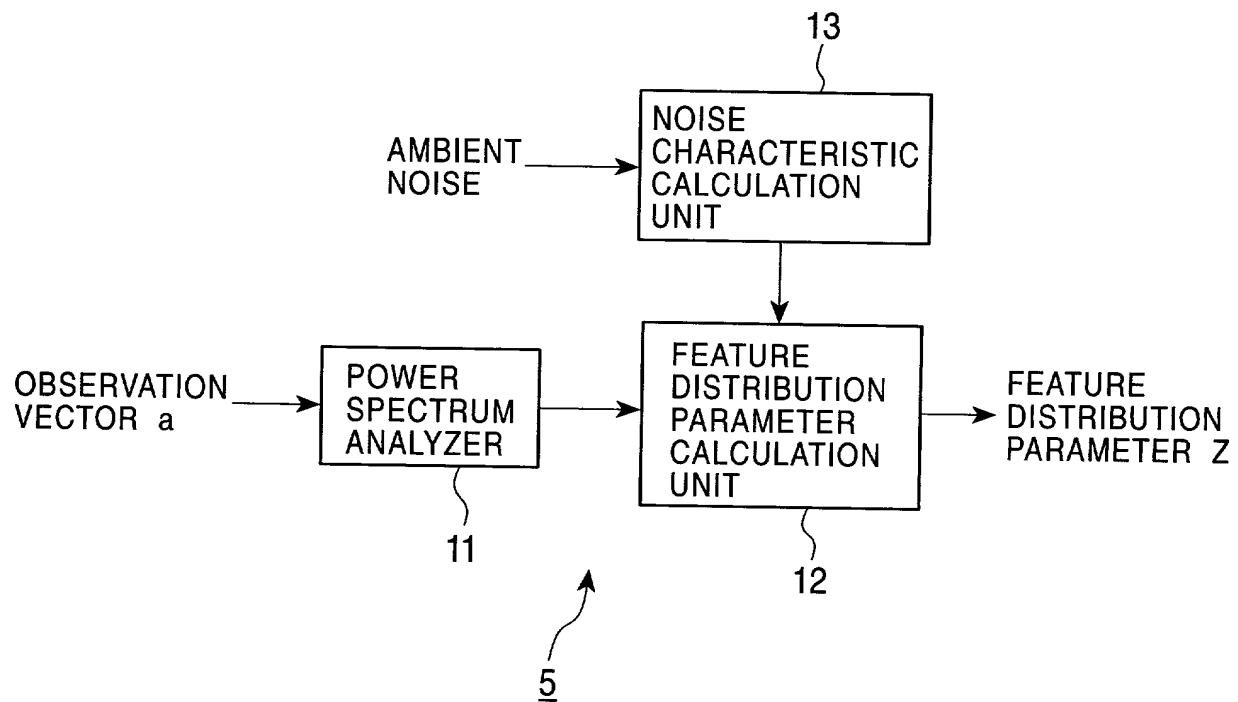 13
NOISE
CHARACTERISTIC
CALCULATION
UNIT
AMBIENT
NOISE
OBSERVATION
VECTOR a
POWER
SPECTRUM
ANALYZER
11
FEATURE
DISTRIBUTION
PARAMETER
CALCULATION
UNIT
12
FEATURE
DISTRIBUTION
PARAMETER Z
5